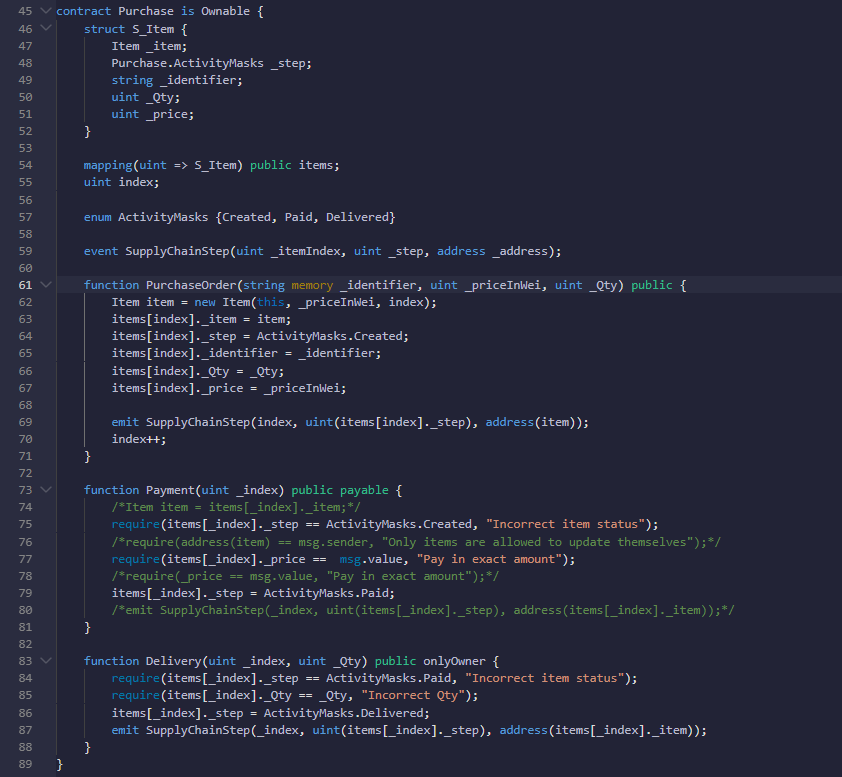 45 contract Purchase is Ownable {
46 struct S_Item {
47 Item _item;
48 Purchase.ActivityMasks _step;
49 string _identifier;
50 uint _Qty;
51 uint _price;
52 }
53
54 mapping(uint => S_Item) public items;
55 uint index;
56
57 enum ActivityMasks {Created, Paid, Delivered}
58
59 event SupplyChainStep(uint _itemIndex, uint _step, address _address);
60
61 function PurchaseOrder(string memory _identifier, uint _priceInWei, uint _Qty) public {
62 Item item = new Item(this, _priceInWei, index);
63 items[index]._item = item;
64 items[index]._step = ActivityMasks.Created;
65 items[index]._identifier = _identifier;
66 items[index]._Qty = _Qty;
67 items[index]._price = _priceInWei;
68
69 emit SupplyChainStep(index, uint(items[index]._step), address(item));
70 index++;
71 }
72
73 function Payment(uint _index) public payable {
74 /*Item item = items[_index]._item;*/
75 require(items[_index]._step == ActivityMasks.Created, "Incorrect item status");
76 /*require(address(item) == msg.sender, "Only items are allowed to update themselves");*/
77 require(items[_index]._price ==  msg.value, "Pay in exact amount");
78 /*require(_price == msg.value, "Pay in exact amount");*/
79 items[_index]._step = ActivityMasks.Paid;
80 /*emit SupplyChainStep(_index, uint(items[_index]._step), address(items[_index]._item));*/
81 }
82
83 function Delivery(uint _index, uint _Qty) public onlyOwner {
84 require(items[_index]._step == ActivityMasks.Paid, "Incorrect item status");
85 require(items[_index]._Qty == _Qty, "Incorrect Qty");
86 items[_index]._step = ActivityMasks.Delivered;
87 emit SupplyChainStep(_index, uint(items[_index]._step), address(items[_index]._item));
88 }
89 }